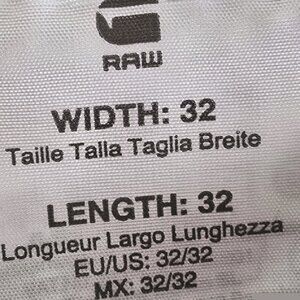 RAW
WIDTH: 32
Taille Talla Taglia Breite
LENGTH: 32
Longueur Largo Lunghezza
EU/US: 32/32
MX: 32/32